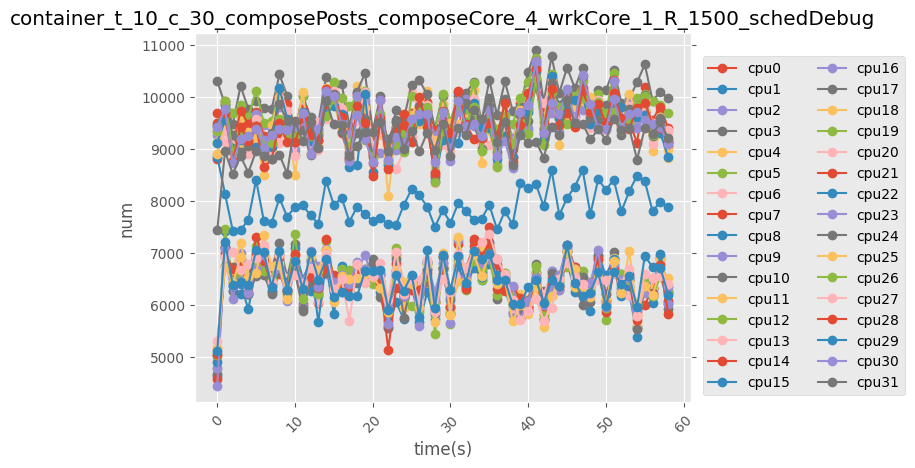 container_t_10_c_30_composePosts_composeCore_4_wrkCore_1_R_1500_schedDebug
num
11000
10000
9000
8000
7000
6000
5000
0
10
20
30
40
50
60
time(s)
cpu0
cpu1
cpu2
cpu3
cpu4
cpu5
cpu6
cpu7
cpu8
cpu9
cpu10
cpu11
cpu12
cpu13
cpu14
cpu15
cpu16
cpu17
cpu18
cpu19
cpu20
cpu21
cpu22
cpu23
cpu24
cpu25
cpu26
cpu27
cpu28
cpu29
cpu30
cpu31